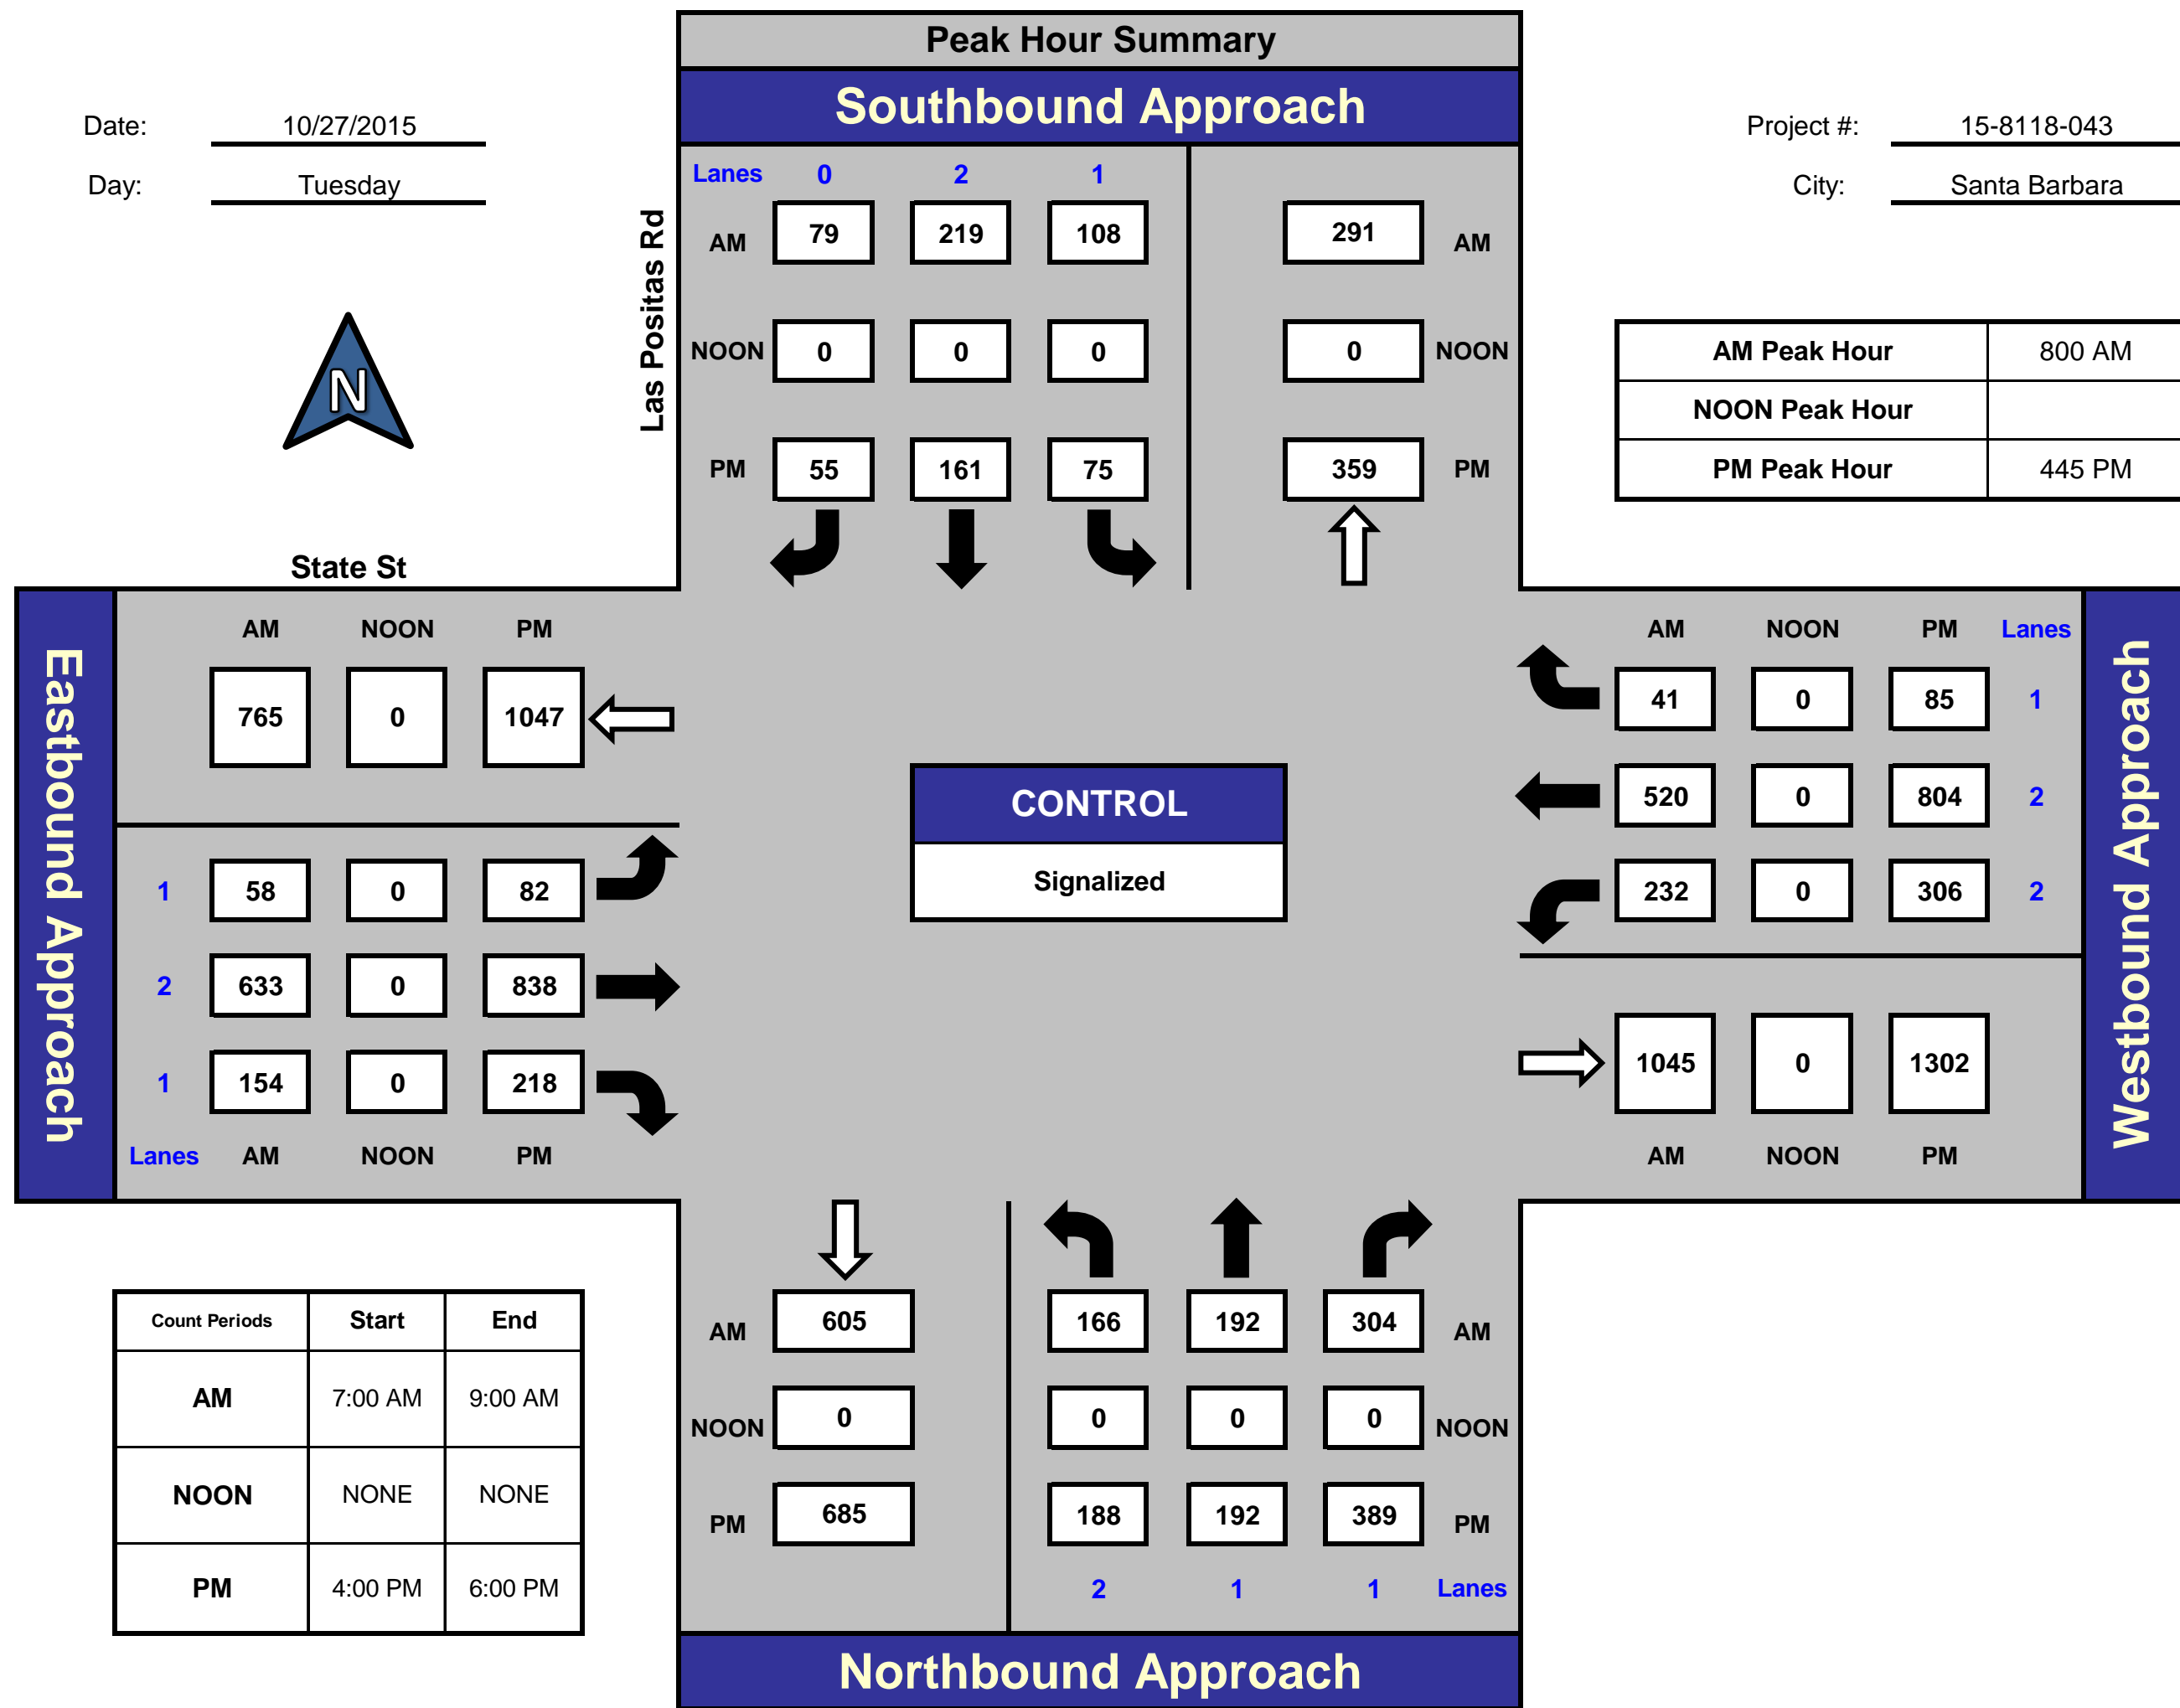 Peak Hour Summary
Southbound Approach
Date: 10/27/2015
Day: Tuesday
Project #: 15-8118-043
City: Santa Barbara
N
Las Positas Rd
Lanes 0 2 1
AM 79 219 108 291 AM
NOON 0 0 0 0 NOON
PM 55 161 75 359 PM
AM Peak Hour 800 AM
NOON Peak Hour
PM Peak Hour 445 PM
State St
Eastbound Approach
AM NOON PM
765 0 1047
1 58 0 82
2 633 0 838
1 154 0 218
Lanes AM NOON PM
CONTROL
Signalized
AM NOON PM Lanes
41 0 85 1
520 0 804 2
232 0 306 2
1045 0 1302
AM NOON PM
Westbound Approach
Count Periods Start End
AM 7:00 AM 9:00 AM
NOON NONE NONE
PM 4:00 PM 6:00 PM
AM 605 166 192 304 AM
NOON 0 0 0 0 NOON
PM 685 188 192 389 PM
2 1 1 Lanes
Northbound Approach